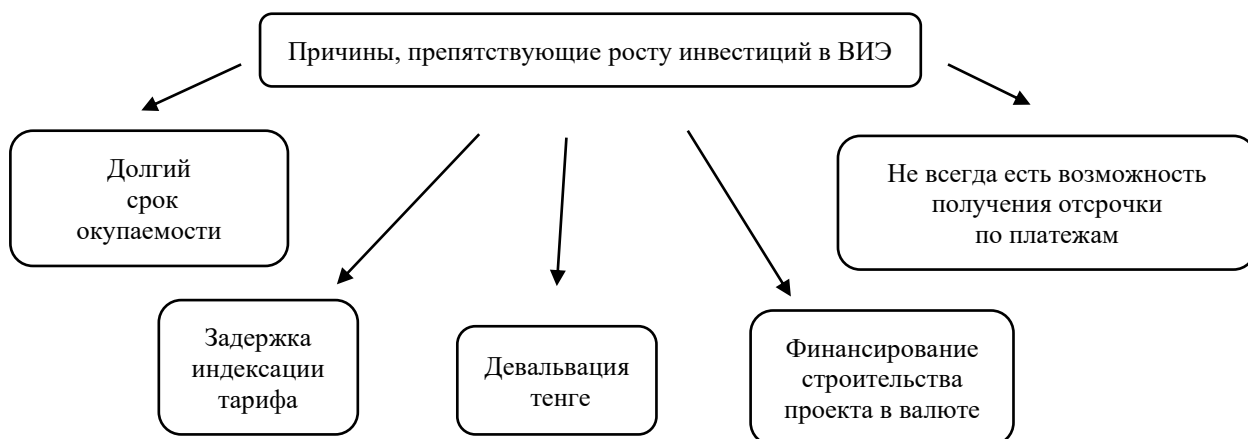 Причины, препятствующие росту инвестиций в ВИЭ
Долгий
срок
окупаемости
Не всегда есть возможность
получения отсрочки
по платежам
Задержка
индексации
тарифа
Девальвация
тенге
Финансирование
строительства
проекта в валюте